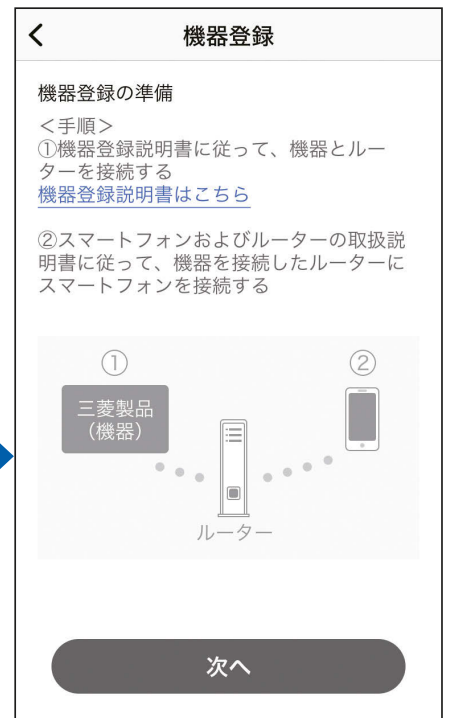 機器登録
機器登録の準備
＜手順＞
①機器登録説明書に従って、機器とルー
ターを接続する
機器登録説明書はこちら
②スマートフォンおよびルーターの取扱説
明書に従って、機器を接続したルーターに
スマートフォンを接続する
①
②
三菱製品
（機器）
ルーター
次へ